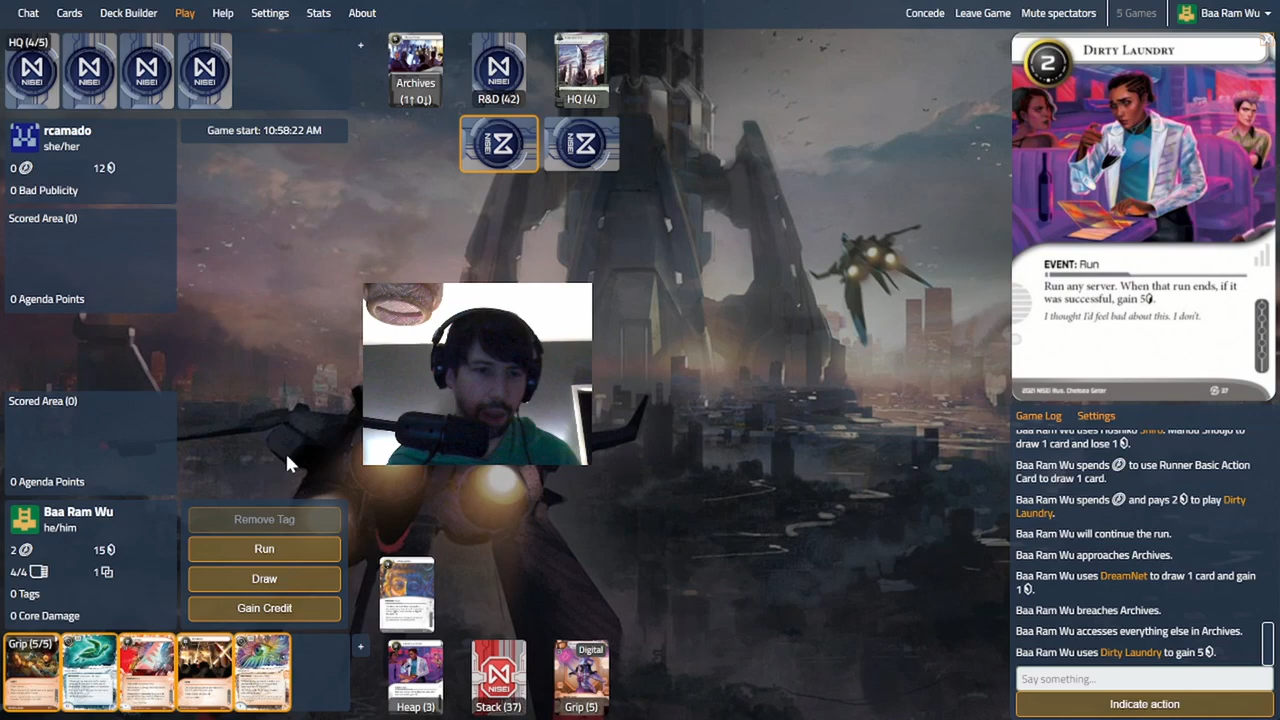 Chat Cards Deck Builder Play Help Settings Stats About
Concede Leave Game Mute spectators 5 Games Baa Ram Wu
HQ (4/5)
NISEI NISEI NISEI NISEI
Archives
(1↑ 0↓)
NISEI
R&D (42)
HQ (4)
rcamado
she/her
Game start: 10:58:22 AM
NISEI
NISEI
0 12
0 Bad Publicity
Scored Area (0)
0 Agenda Points
Scored Area (0)
0 Agenda Points
Baa Ram Wu
he/him
2 15
4/4 1
0 Tags
0 Core Damage
Remove Tag
Run
Draw
Gain Credit
Grip (5/5)
Heap (3)
NISEI
Stack (37)
Digital
Grip (5)
2
Dirty Laundry
EVENT: Run
Run any server. When that run ends, if it
was successful, gain 5.
I thought I'd feel bad about this. I don't.
37
Game Log Settings
Baa Ram Wu uses Hoshiko Shiro: Mahou Shoujo to
draw 1 card and lose 1.
Baa Ram Wu spends to use Runner Basic Action
Card to draw 1 card.
Baa Ram Wu spends and pays 2 to play Dirty
Laundry.
Baa Ram Wu will continue the run.
Baa Ram Wu approaches Archives.
Baa Ram Wu uses DreamNet to draw 1 card and gain
1.
Baa Ram Wu breaches Archives.
Baa Ram Wu accesses everything else in Archives.
Baa Ram Wu uses Dirty Laundry to gain 5.
Say something...
Indicate action